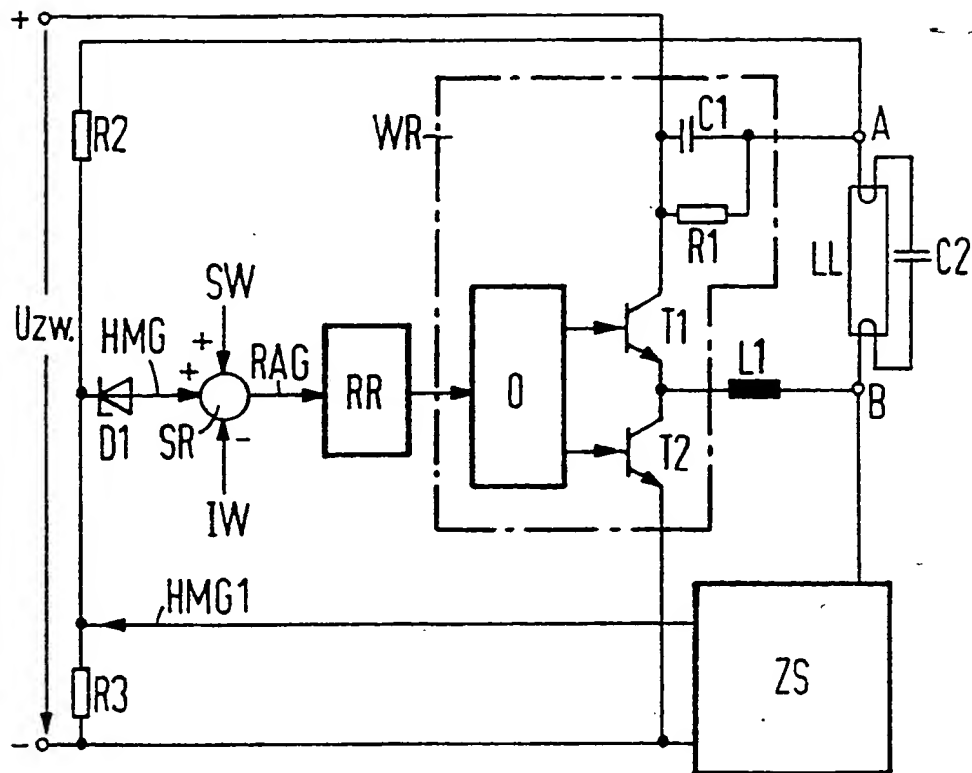 +
R2
WR
C1
A
R1
LL
C2
SW
Uzw.
HMG
+
+
RAG
T1
L1
D1
SR
-
RR
O
B
T2
IW
HMG1
R3
ZS
-